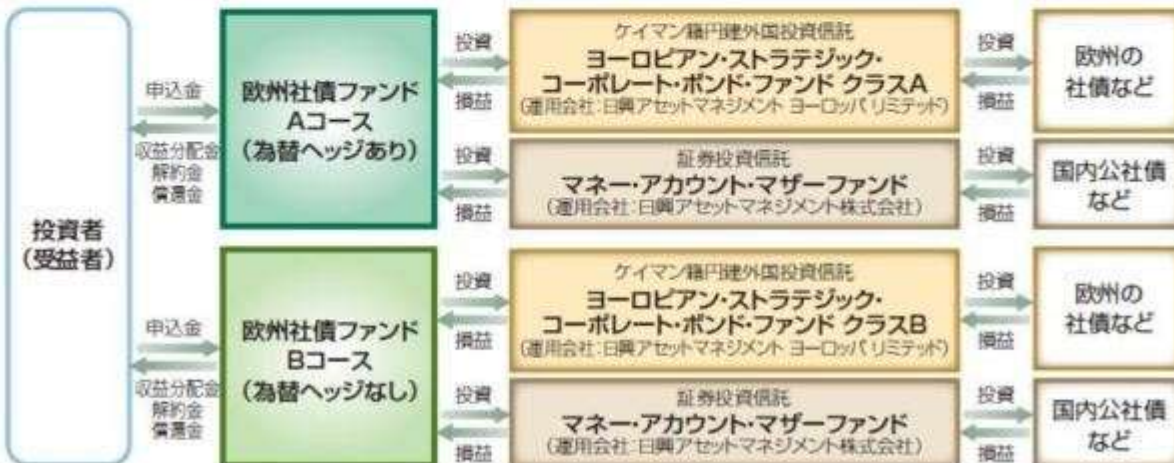 投資者
（受益者）
申込金
収益分配金
解約金
償還金
欧州社債ファンド
Aコース
（為替ヘッジあり）
投資
損益
ケイマン籍円建外国投資信託
ヨーロピアン・ストラテジック・
コーポレート・ボンド・ファンド クラスA
（運用会社：日興アセットマネジメント ヨーロッパ リミテッド）
投資
損益
欧州の
社債など
投資
損益
証券投資信託
マネー・アカウント・マザーファンド
（運用会社：日興アセットマネジメント株式会社）
投資
損益
国内公社債
など
申込金
収益分配金
解約金
償還金
欧州社債ファンド
Bコース
（為替ヘッジなし）
投資
損益
ケイマン籍円建外国投資信託
ヨーロピアン・ストラテジック・
コーポレート・ボンド・ファンド クラスB
（運用会社：日興アセットマネジメント ヨーロッパ リミテッド）
投資
損益
欧州の
社債など
投資
損益
証券投資信託
マネー・アカウント・マザーファンド
（運用会社：日興アセットマネジメント株式会社）
投資
損益
国内公社債
など